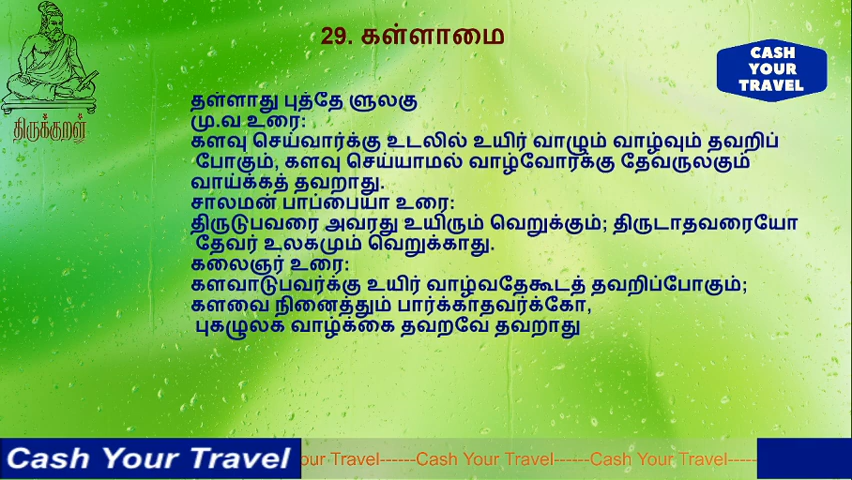 29. கள்ளாமை
CASH
YOUR
TRAVEL
திருக்குறள்
தள்ளாது புத்தே ளுலகு
மு.வ உரை:
களவு செய்வார்க்கு உடலில் உயிர் வாழும் வாழ்வும் தவறிப்
போகும், களவு செய்யாமல் வாழ்வோர்க்கு தேவருலகும்
வாய்க்கத் தவறாது.
சாலமன் பாப்பையா உரை:
திருடுபவரை அவரது உயிரும் வெறுக்கும்; திருடாதவரையோ
தேவர் உலகமும் வெறுக்காது.
கலைஞர் உரை:
களவாடுபவர்க்கு உயிர் வாழ்வதேகூடத் தவறிப்போகும்;
களவை நினைத்தும் பார்க்காதவர்க்கோ,
புகழுலக வாழ்க்கை தவறவே தவறாது
Cash Your Travel
our Travel------Cash Your Travel------Cash Your Travel-----